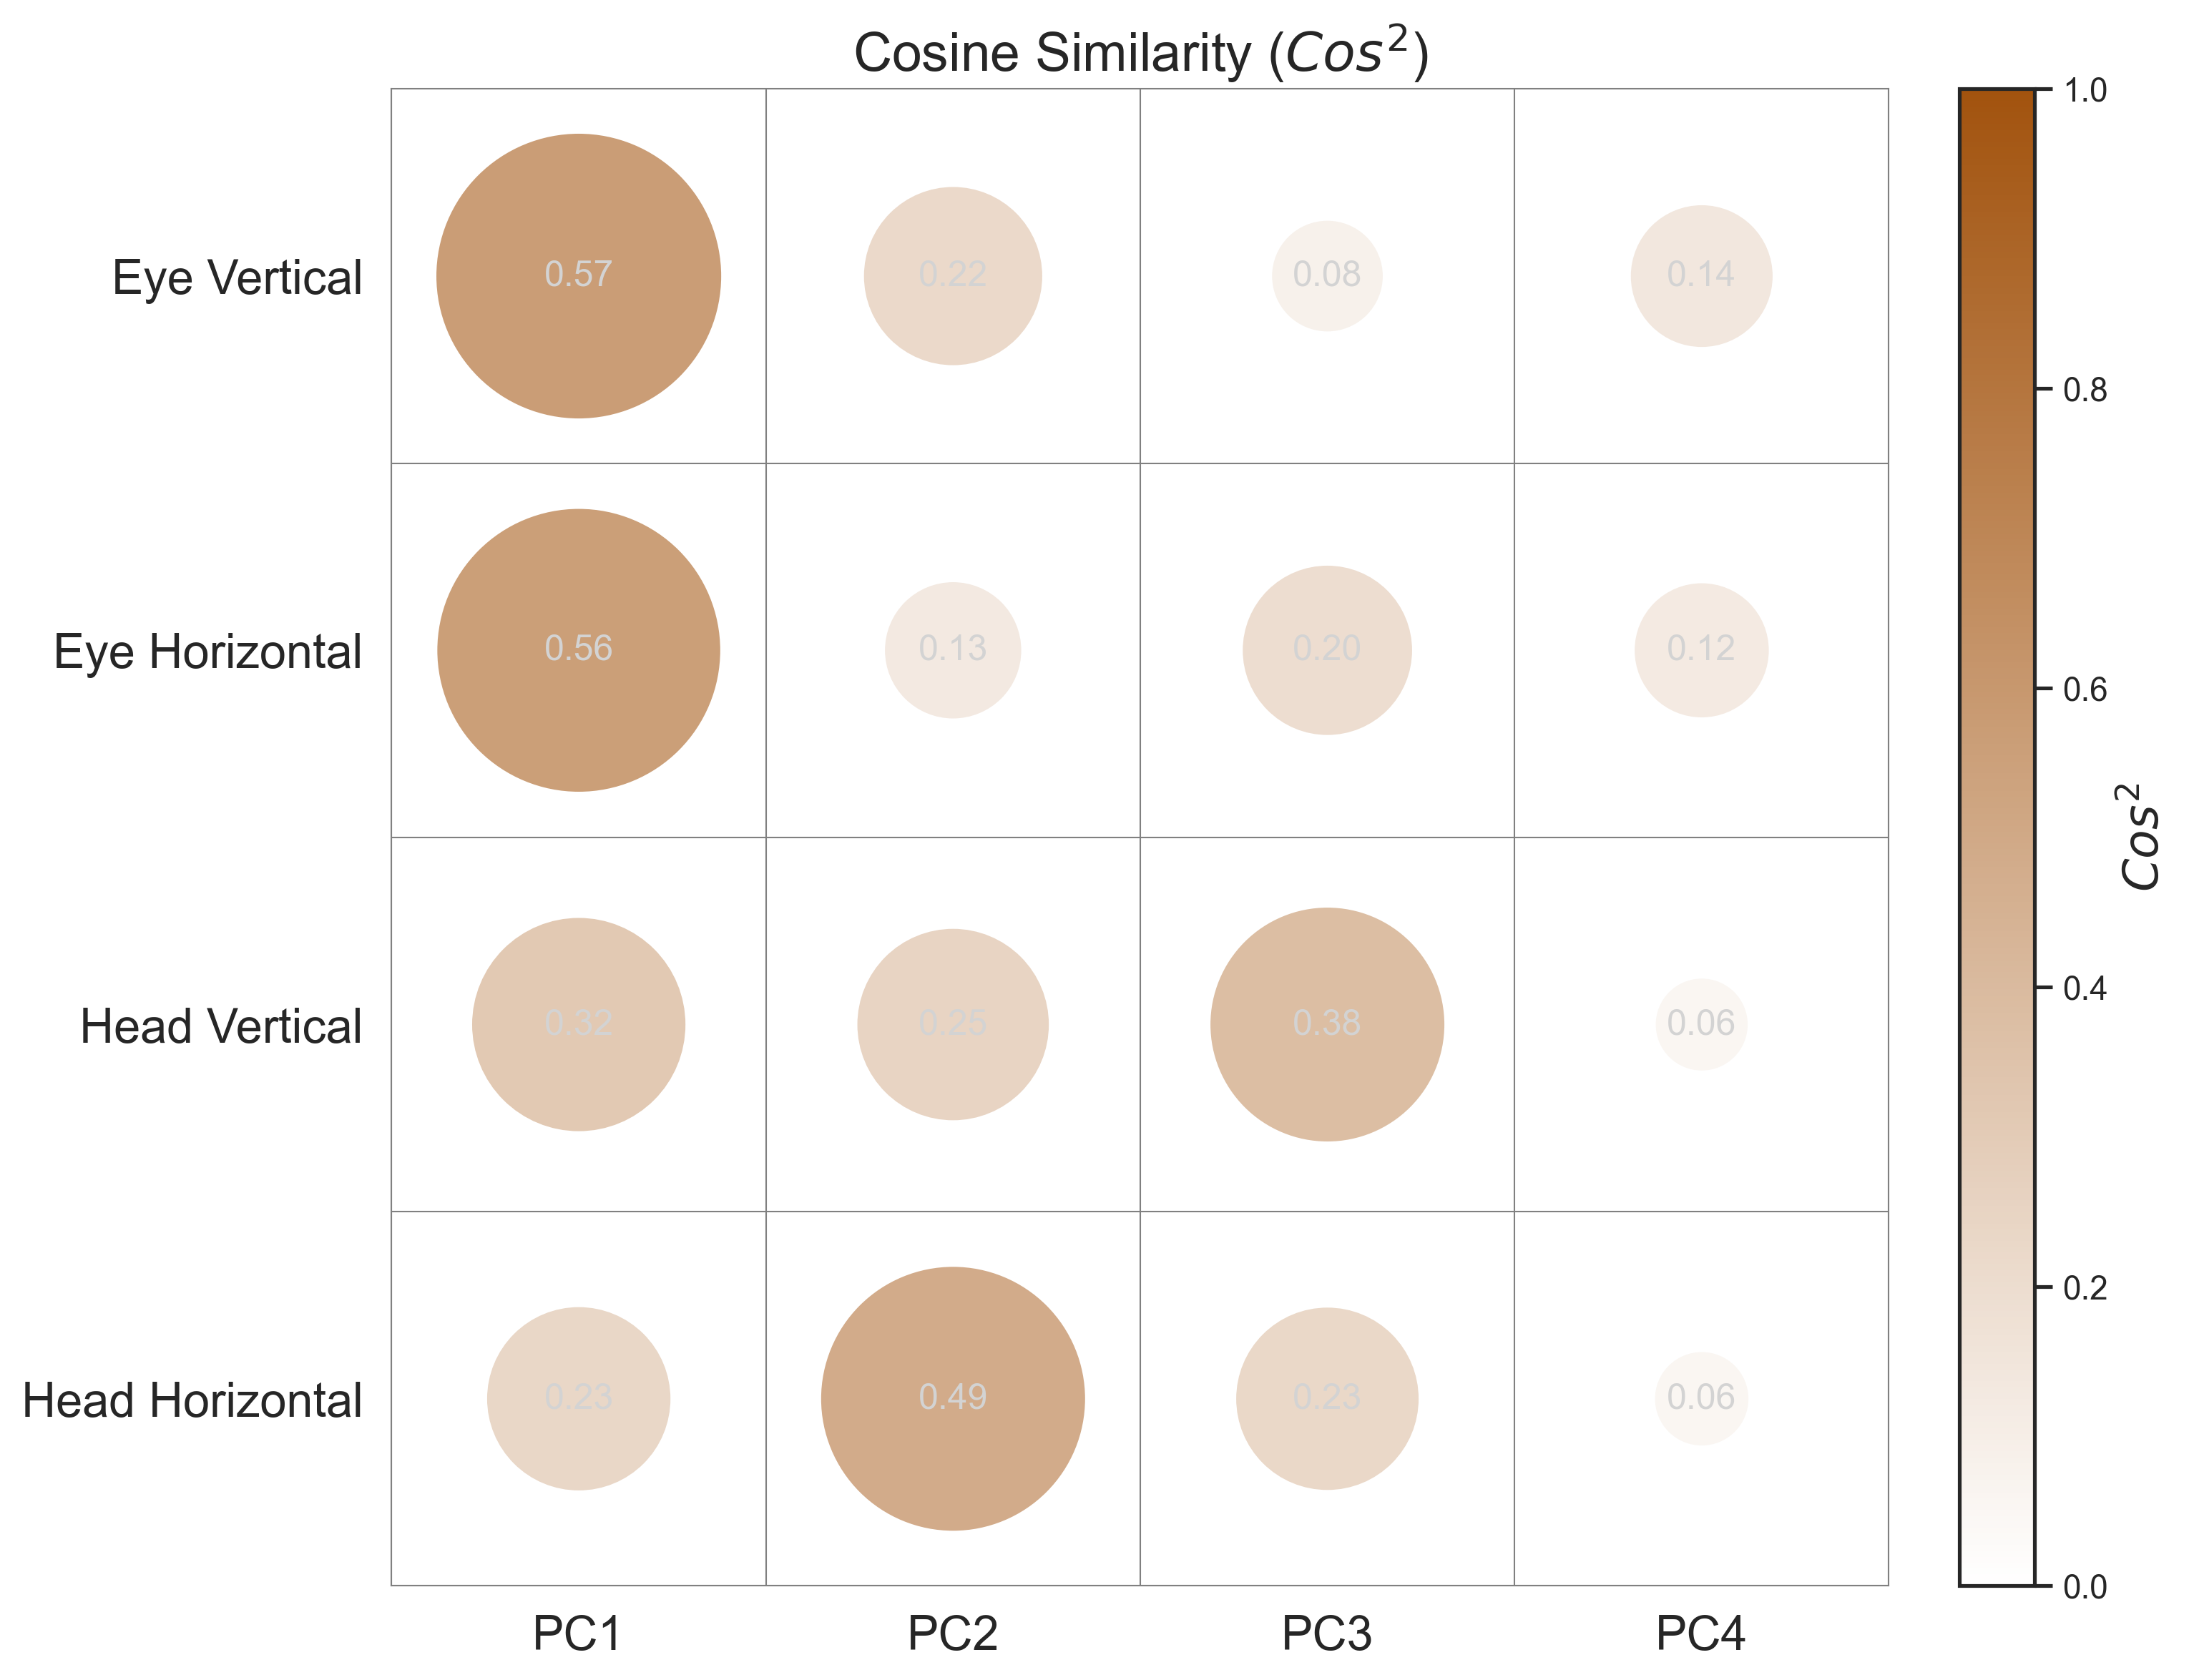 Cosine Similarity (Cos²)
Eye Vertical
0.57 0.22 0.08 0.14
Eye Horizontal
0.56 0.13 0.20 0.12
Head Vertical
0.32 0.25 0.38 0.06
Head Horizontal
0.23 0.49 0.23 0.06
PC1 PC2 PC3 PC4
1.0
0.8
0.6
0.4
0.2
0.0
Cos²